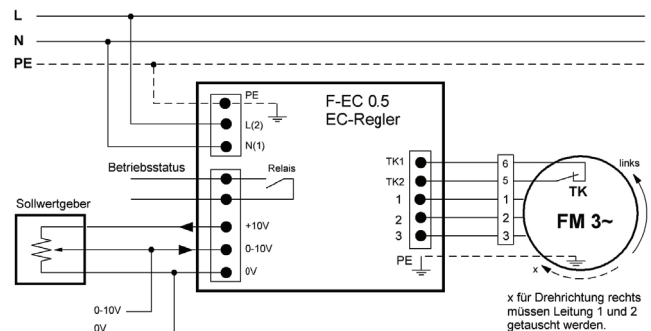 L
N
PE
PE
L(2)
N(1)
F-EC 0.5
EC-Regler
Betriebsstatus
Relais
Sollwertgeber
+10V
0-10V
0V
0-10V
0V
TK1
TK2
1
2
3
PE
6
5
1
2
3
TK
FM 3~
links
x
x für Drehrichtung rechts
müssen Leitung 1 und 2
getauscht werden.